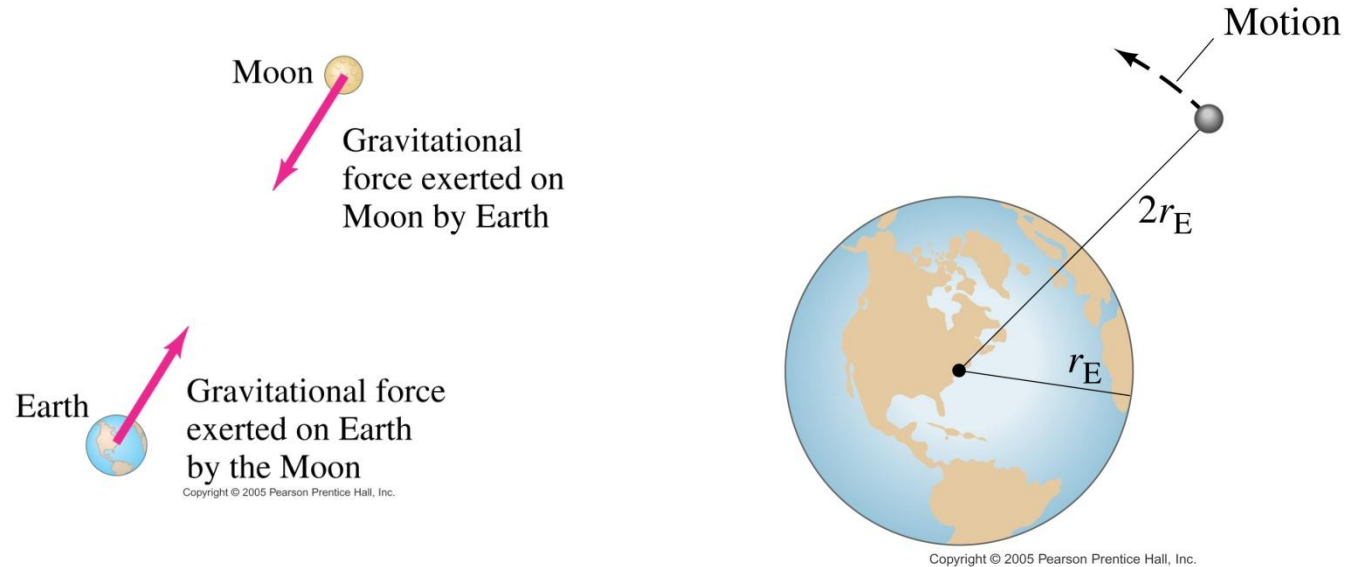 Moon
Gravitational
force exerted on
Moon by Earth
Earth
Gravitational force
exerted on Earth
by the Moon
Copyright © 2005 Pearson Prentice Hall, Inc.
Motion
2rE
rE
Copyright © 2005 Pearson Prentice Hall, Inc.